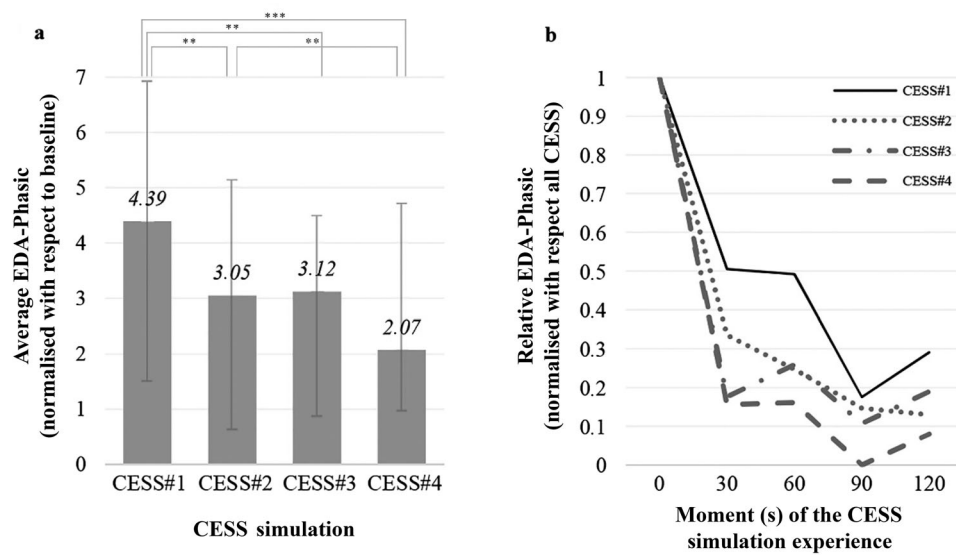 a
***
**
**
**
Average EDA-Phasic
(normalised with respect to baseline)
7
6
5
4
3
2
1
0
4.39
3.05
3.12
2.07
CESS#1 CESS#2 CESS#3 CESS#4
CESS simulation
b
Relative EDA-Phasic
(normalised with respect all CESS)
1
0.9
0.8
0.7
0.6
0.5
0.4
0.3
0.2
0.1
0
CESS#1
CESS#2
CESS#3
CESS#4
0 30 60 90 120
Moment (s) of the CESS
simulation experience